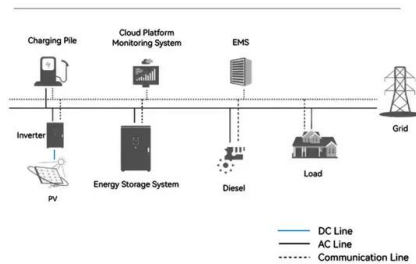 Charging Pile
Cloud Platform
Monitoring System
EMS
Grid
Inverter
PV
Energy Storage System
Diesel
Load
DC Line
AC Line
Communication Line